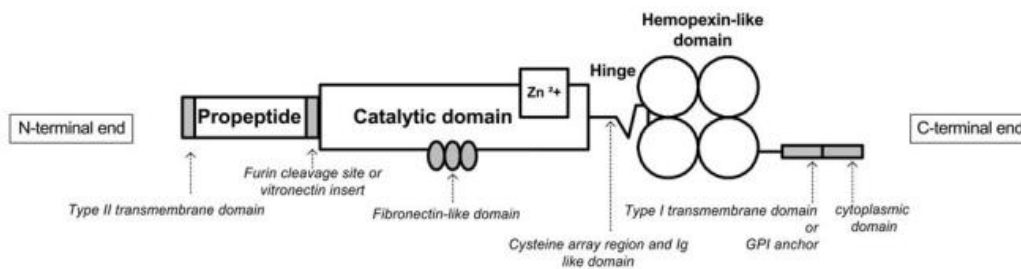 Hemopexin-like
domain
Hinge
Zn ²+
Propeptide
Catalytic domain
N-terminal end
C-terminal end
Furin cleavage site or
vitronectin insert
Type II transmembrane domain
Fibronectin-like domain
Type I transmembrane domain
or
GPI anchor
cytoplasmic
domain
Cysteine array region and Ig
like domain